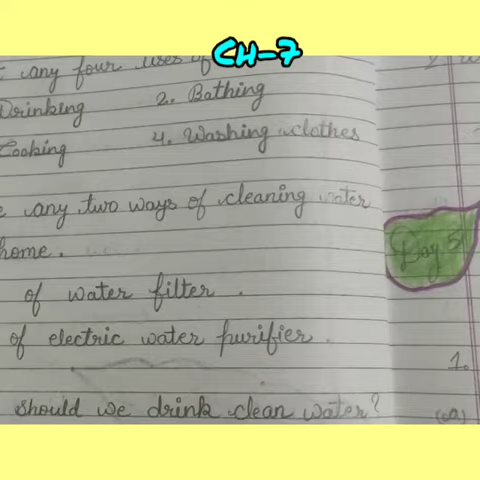 CH-7
any four uses of
Drinking 2. Bathing
Cooking 4. Washing clothes
any two ways of cleaning water
home.
of water filter.
of electric water purifier.
should we drink clean water?
Day 5
1.
(a)